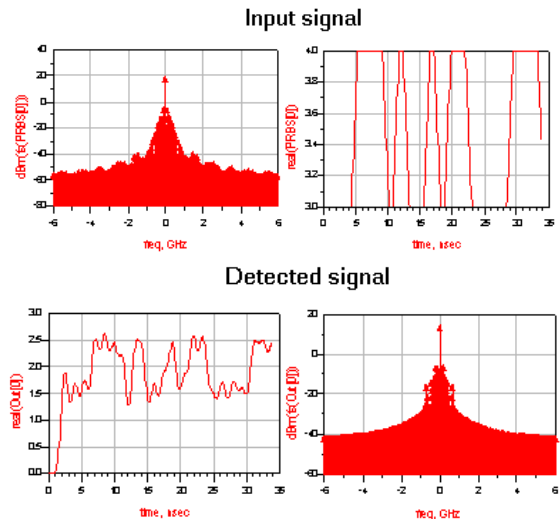 Input signal
dBm(fs(PRBS[0]))
40
20
0
-20
-40
-60
-80
-6 -4 -2 0 2 4 6
freq, GHz
real(PRBS[0])
4.0
3.8
3.6
3.4
3.2
3.0
0 5 10 15 20 25 30 35
time, nsec
Detected signal
real(Out[0])
3.0
2.5
2.0
1.5
1.0
0.5
0.0
0 5 10 15 20 25 30 35
time, nsec
dBm(fs(Out[0]))
20
0
-20
-40
-60
-6 -4 -2 0 2 4 6
freq, GHz